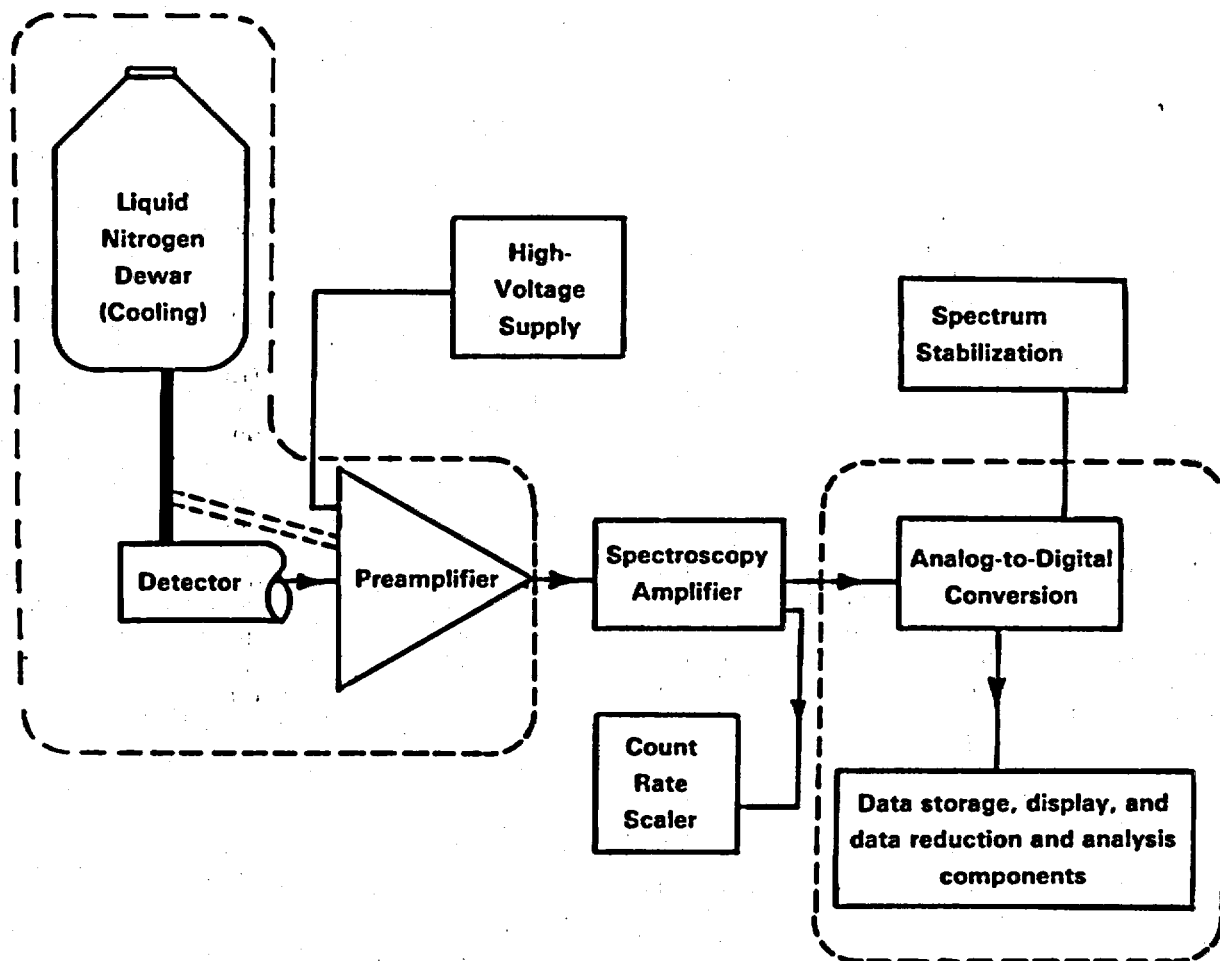 Liquid
Nitrogen
Dewar
(Cooling)
High-
Voltage
Supply
Spectrum
Stabilization
Detector
Preamplifier
Spectroscopy
Amplifier
Analog-to-Digital
Conversion
Count
Rate
Scaler
Data storage, display, and
data reduction and analysis
components